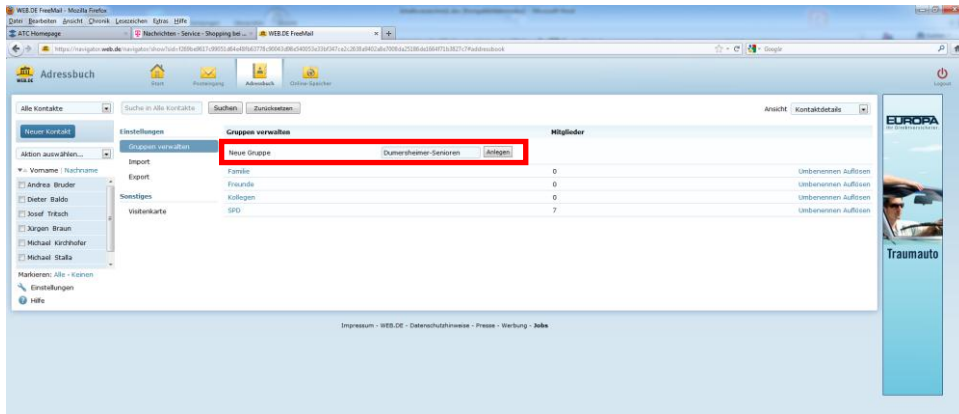 WEB.DE FreeMail - Mozilla Firefox
Datei Bearbeiten Ansicht Chronik Lesezeichen Extras Hilfe
ATC Homepage
Nachrichten - Service - Shopping bei ...
WEB.DE FreeMail
Google
WEB.DE
Adressbuch
Start
Posteingang
Adressbuch
Online-Speicher
Logout
Alle Kontakte
Suche in Alle Kontakte
Suchen
Zurücksetzen
Ansicht
Kontaktdetails
Neuer Kontakt
Aktion auswählen...
Vorname | Nachname
Andrea Bruder
Dieter Baldo
Josef Tritsch
Jürgen Braun
Michael Kirchhofer
Michael Stalla
Markieren: Alle - Keinen
Einstellungen
Hilfe
Einstellungen
Gruppen verwalten
Import
Export
Sonstiges
Visitenkarte
Gruppen verwalten
Mitglieder
Neue Gruppe
Dumersheimer-Senioren
Anlegen
Familie 0 Umbenennen Auflösen
Freunde 0 Umbenennen Auflösen
Kollegen 0 Umbenennen Auflösen
SPD 7 Umbenennen Auflösen
EUROPA
Traumauto
Impressum - WEB.DE - Datenschutzhinweise - Presse - Werbung - Jobs